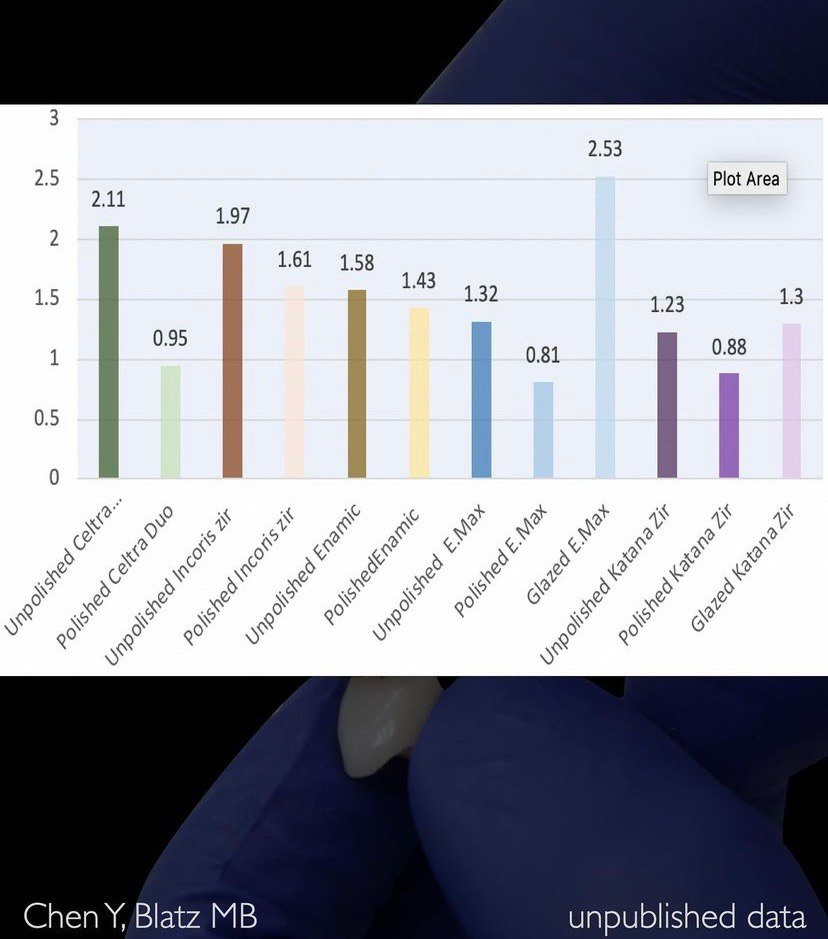 3
2.5
2
1.5
1
0.5
0
2.11
0.95
1.97
1.61
1.58
1.43
1.32
0.81
2.53
1.23
0.88
1.3
Plot Area
Unpolished Celtra...
Polished Celtra Duo
Unpolished Incoris zir
Polished Incoris zir
Unpolished Enamic
PolishedEnamic
Unpolished E.Max
Polished E.Max
Glazed E.Max
Unpolished Katana Zir
Polished Katana Zir
Glazed Katana Zir
Chen Y, Blatz MB
unpublished data